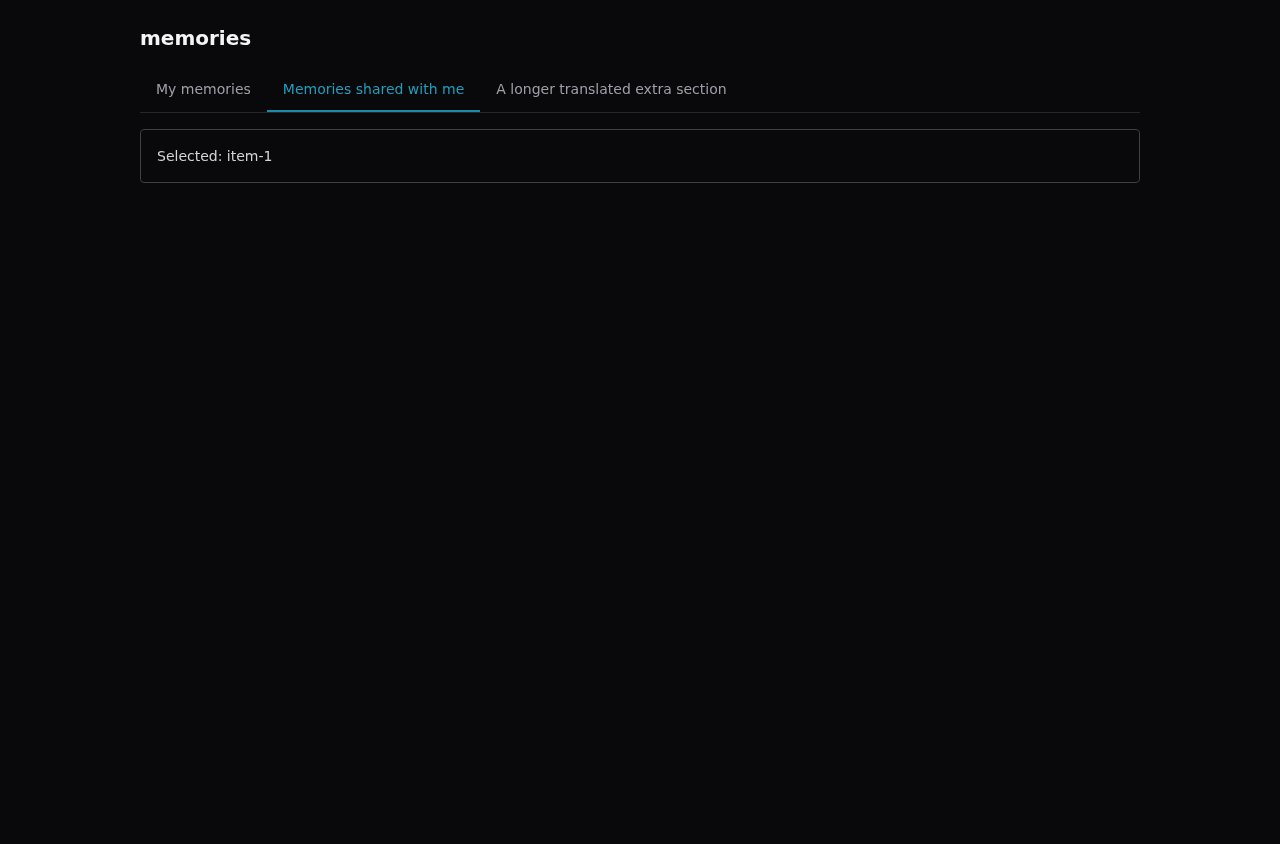 memories
My memories Memories shared with me A longer translated extra section
Selected: item-1